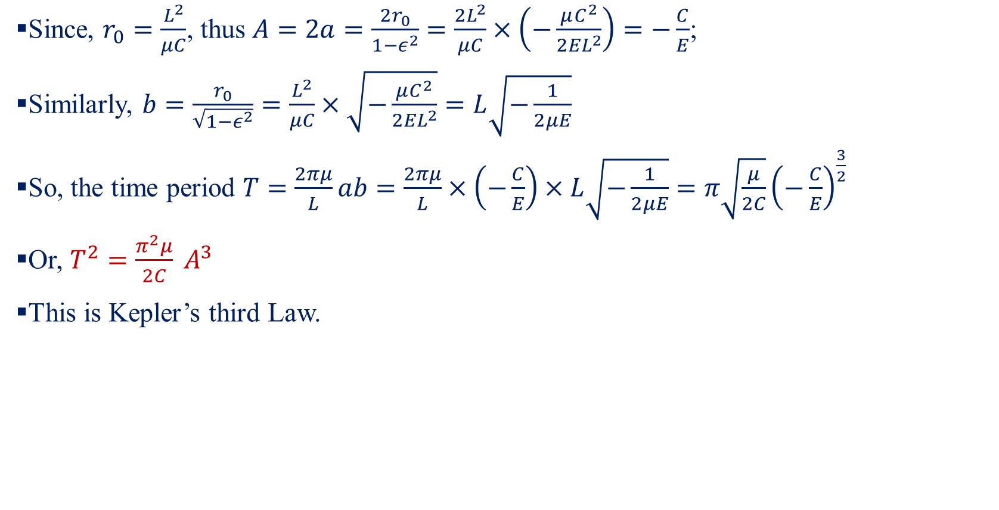 ▪Since, $r_0 = \frac{L^2}{\mu C}$, thus $A = 2a = \frac{2r_0}{1-\epsilon^2} = \frac{2L^2}{\mu C} \times \left(-\frac{\mu C^2}{2EL^2}\right) = -\frac{C}{E}$;
▪Similarly, $b = \frac{r_0}{\sqrt{1-\epsilon^2}} = \frac{L^2}{\mu C} \times \sqrt{-\frac{\mu C^2}{2EL^2}} = L\sqrt{-\frac{1}{2\mu E}}$
▪So, the time period $T = \frac{2\pi\mu}{L}ab = \frac{2\pi\mu}{L} \times \left(-\frac{C}{E}\right) \times L\sqrt{-\frac{1}{2\mu E}} = \pi\sqrt{\frac{\mu}{2C}}\left(-\frac{C}{E}\right)^{\frac{3}{2}}$
▪Or, $T^2 = \frac{\pi^2\mu}{2C} A^3$
▪This is Kepler’s third Law.